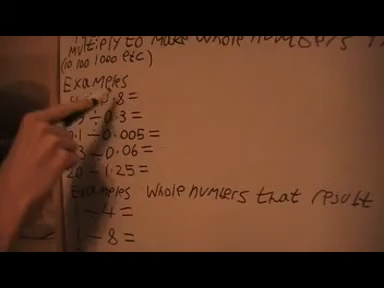 Multiply to make whole numbers
(10 100 1000 etc)
Examples
.8=
÷ 0.3=
.1 ÷ 0.005=
3 ÷ 0.06=
20 ÷ 1.25=
Examples whole numbers that result
÷4=
÷8=